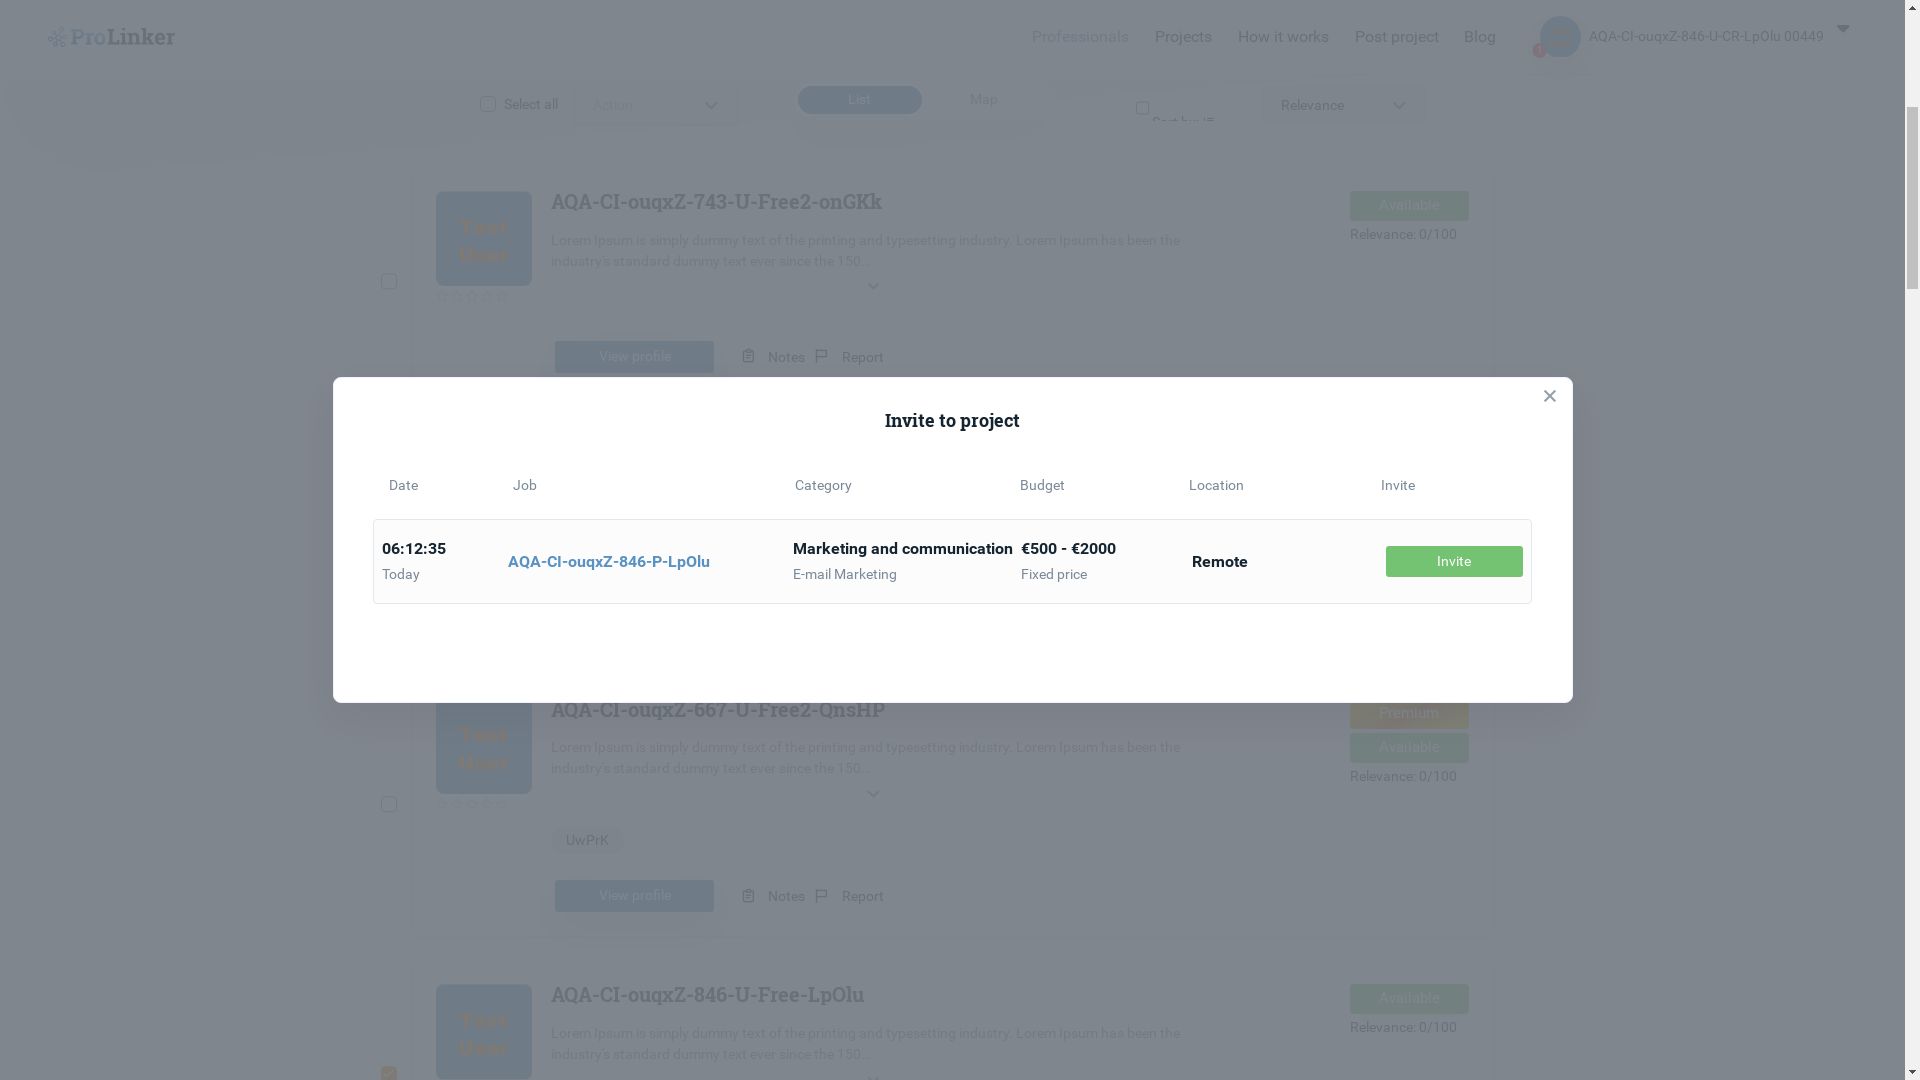 ProLinker
Professionals Projects How it works Post project Blog
1
AQA-CI-ouqxZ-846-U-CR-LpOlu 00449
Select all
Action
List
Map
Relevance
AQA-CI-ouqxZ-743-U-Free2-onGKk
Available
Relevance: 0/100
Test
User
Lorem Ipsum is simply dummy text of the printing and typesetting industry. Lorem Ipsum has been the
industry's standard dummy text ever since the 150...
View profile
Notes
Report
Invite to project
Date Job Category Budget Location Invite
06:12:35
Today
AQA-CI-ouqxZ-846-P-LpOlu
Marketing and communication
E-mail Marketing
€500 - €2000
Fixed price
Remote
Invite
AQA-CI-ouqxZ-667-U-Free2-QnsHP
Premium
Available
Relevance: 0/100
Test
User
Lorem Ipsum is simply dummy text of the printing and typesetting industry. Lorem Ipsum has been the
industry's standard dummy text ever since the 150...
UwPrK
View profile
Notes
Report
AQA-CI-ouqxZ-846-U-Free-LpOlu
Available
Relevance: 0/100
Test
User
Lorem Ipsum is simply dummy text of the printing and typesetting industry. Lorem Ipsum has been the
industry's standard dummy text ever since the 150...